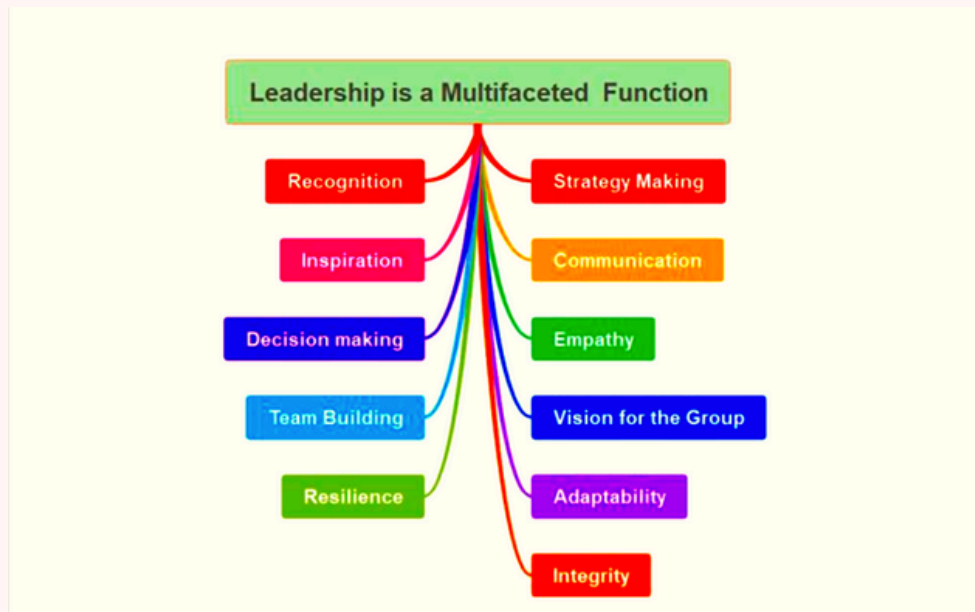 Leadership is a Multifaceted Function
Recognition
Strategy Making
Inspiration
Communication
Decision making
Empathy
Team Building
Vision for the Group
Resilience
Adaptability
Integrity